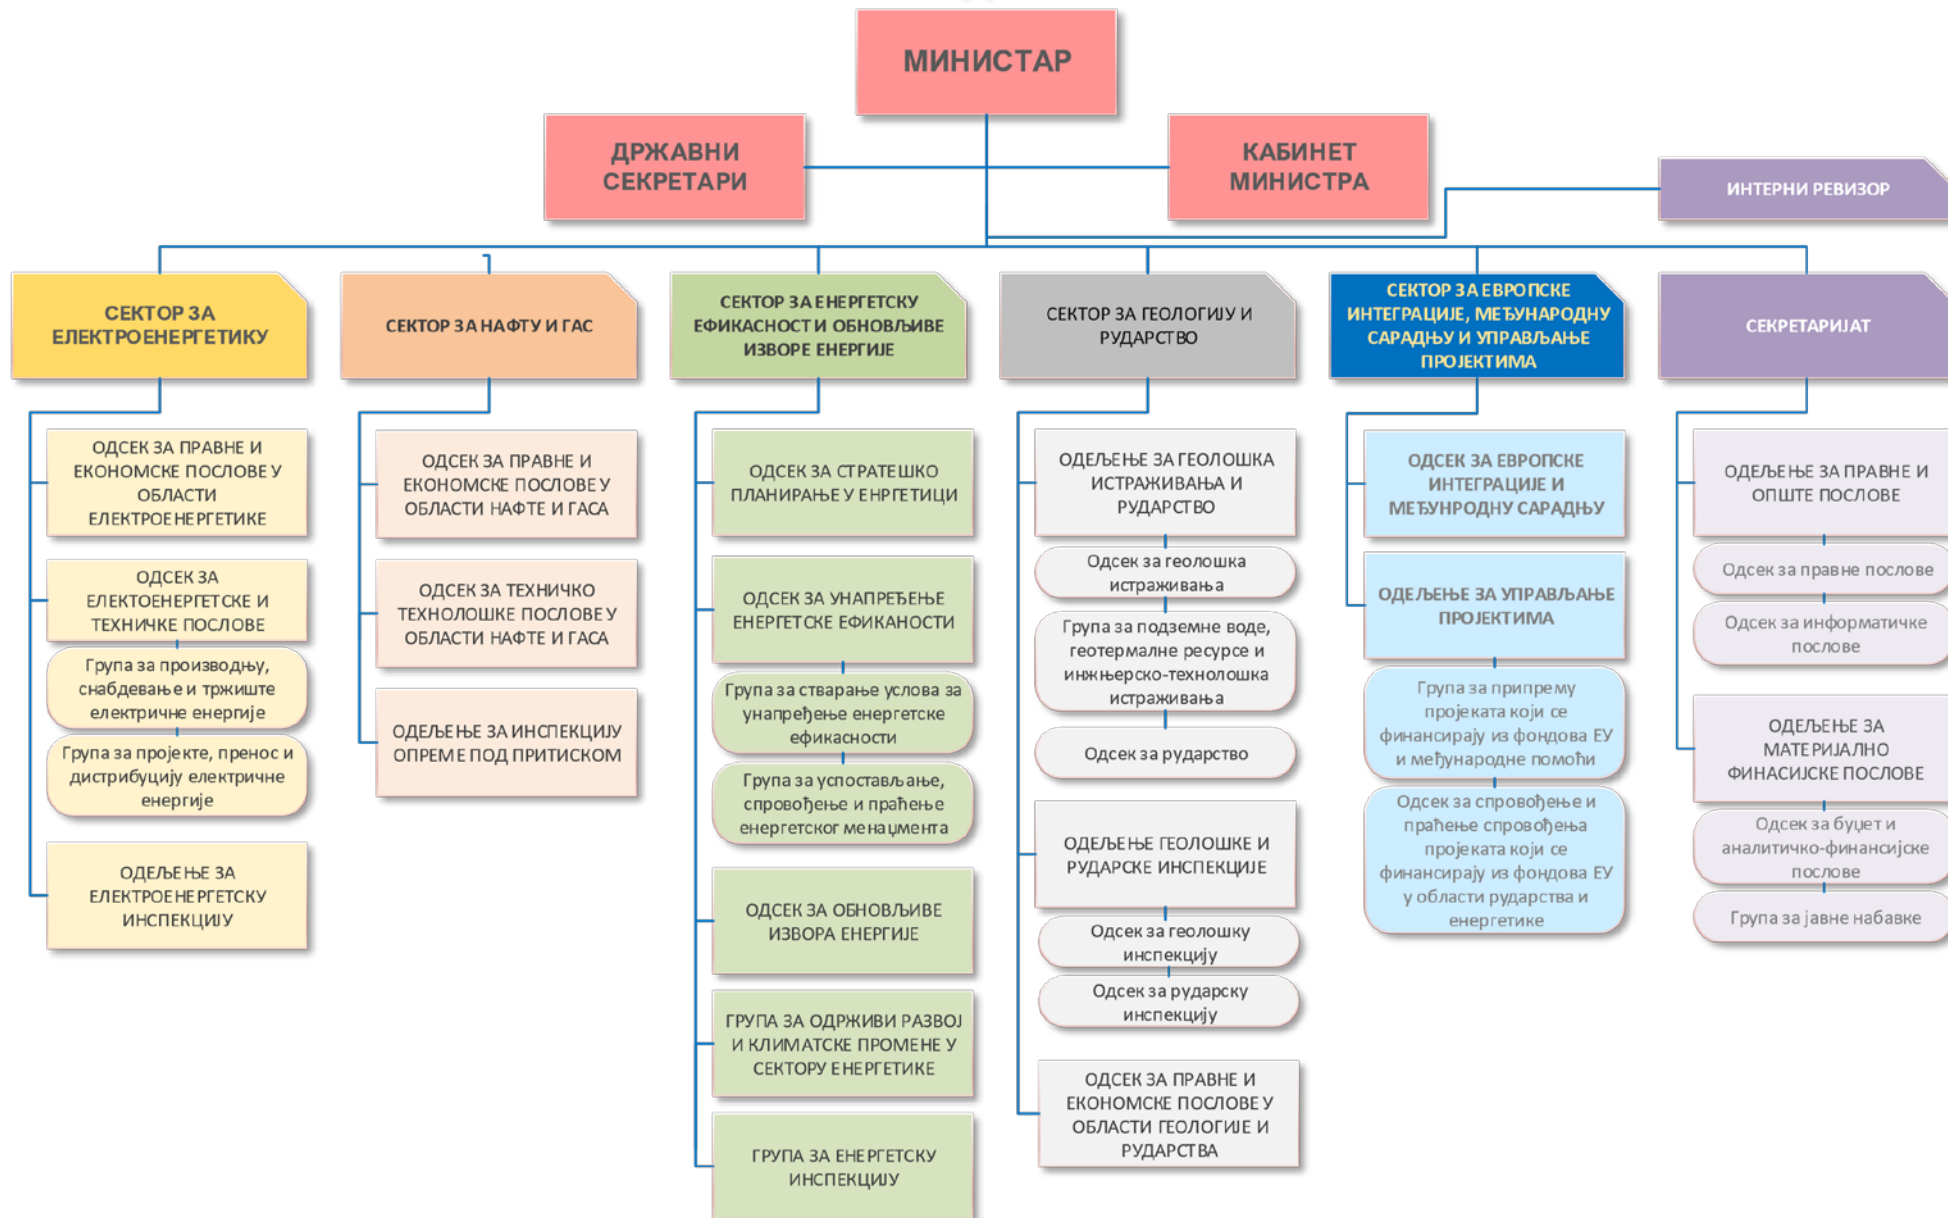 МИНИСТАР
ДРЖАВНИ
СЕКРЕТАРИ
КАБИНЕТ
МИНИСТРА
ИНТЕРНИ РЕВИЗОР
СЕКТОР ЗА
ЕЛЕКТРОЕНЕРГЕТИКУ
ОДСЕК ЗА ПРАВНЕ И
ЕКОНОМСКЕ ПОСЛОВЕ У
ОБЛАСТИ
ЕЛЕКТРОЕНЕРГЕТИКЕ
ОДСЕК ЗА
ЕЛЕКТОЕНЕРГЕТСКЕ И
ТЕХНИЧКЕ ПОСЛОВЕ
Група за производњу,
снабдевање и тржиште
електричне енергије
Група за пројекте, пренос и
дистрибуцију електричне
енергије
ОДЕЉЕЊЕ ЗА
ЕЛЕКТРОЕНЕРГЕТСКУ
ИНСПЕКЦИЈУ
СЕКТОР ЗА НАФТУ И ГАС
ОДСЕК ЗА ПРАВНЕ И
ЕКОНОМСКЕ ПОСЛОВЕ У
ОБЛАСТИ НАФТЕ И ГАСА
ОДСЕК ЗА ТЕХНИЧКО
ТЕХНОЛОШКЕ ПОСЛОВЕ У
ОБЛАСТИ НАФТЕ И ГАСА
ОДЕЉЕЊЕ ЗА ИНСПЕКЦИЈУ
ОПРЕМЕ ПОД ПРИТИСКОМ
СЕКТОР ЗА ЕНЕРГЕТСКУ
ЕФИКАСНОСТ И ОБНОВЉИВЕ
ИЗВОРЕ ЕНЕРГИЈЕ
ОДСЕК ЗА СТРАТЕШКО
ПЛАНИРАЊЕ У ЕНРГЕТИЦИ
ОДСЕК ЗА УНАПРЕЂЕЊЕ
ЕНЕРГЕТСКЕ ЕФИКАНОСТИ
Група за стварање услова за
унапређење енергетске
ефикасности
Група за успостављање,
спровођење и праћење
енергетског менаџмента
ОДСЕК ЗА ОБНОВЉИВЕ
ИЗВОРА ЕНЕРГИЈЕ
ГРУПА ЗА ОДРЖИВИ РАЗВОЈ
И КЛИМАТСКЕ ПРОМЕНЕ У
СЕКТОРУ ЕНЕРГЕТИКЕ
ГРУПА ЗА ЕНЕРГЕТСКУ
ИНСПЕКЦИЈУ
СЕКТОР ЗА ГЕОЛОГИЈУ И
РУДАРСТВО
ОДЕЉЕЊЕ ЗА ГЕОЛОШКА
ИСТРАЖИВАЊА И
РУДАРСТВО
Одсек за геолошка
истраживања
Група за подземне воде,
геотермалне ресурсе и
инжњерско-технолошка
истраживања
Одсек за рударство
ОДЕЉЕЊЕ ГЕОЛОШКЕ И
РУДАРСКЕ ИНСПЕКЦИЈЕ
Одсек за геолошку
инспекцију
Одсек за рударску
инспекцију
ОДСЕК ЗА ПРАВНЕ И
ЕКОНОМСКЕ ПОСЛОВЕ У
ОБЛАСТИ ГЕОЛОГИЈЕ И
РУДАРСТВА
СЕКТОР ЗА ЕВРОПСКЕ
ИНТЕГРАЦИЈЕ, МЕЂУНАРОДНУ
САРАДЊУ И УПРАВЉАЊЕ
ПРОЈЕКТИМА
ОДСЕК ЗА ЕВРОПСКЕ
ИНТЕГРАЦИЈЕ И
МЕЂУНРОДНУ САРАДЊУ
ОДЕЉЕЊЕ ЗА УПРАВЉАЊЕ
ПРОЈЕКТИМА
Група за припрему
пројеката који се
финансирају из фондова ЕУ
и међународне помоћи
Одсек за спровођење и
праћење спровођења
пројеката који се
финансирају из фондова ЕУ
у области рударства и
енергетике
СЕКРЕТАРИЈАТ
ОДЕЉЕЊЕ ЗА ПРАВНЕ И
ОПШТЕ ПОСЛОВЕ
Одсек за правне послове
Одсек за информатичке
послове
ОДЕЉЕЊЕ ЗА
МАТЕРИЈАЛНО
ФИНАСИЈСКЕ ПОСЛОВЕ
Одсек за буџет и
аналитичко-финансијске
послове
Група за јавне набавке